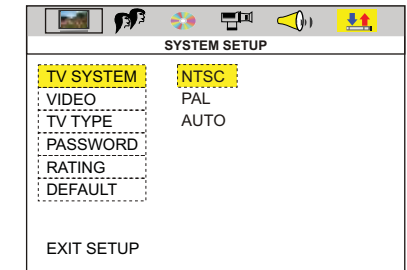 SYSTEM SETUP
TV SYSTEM NTSC
VIDEO PAL
TV TYPE AUTO
PASSWORD
RATING
DEFAULT
EXIT SETUP